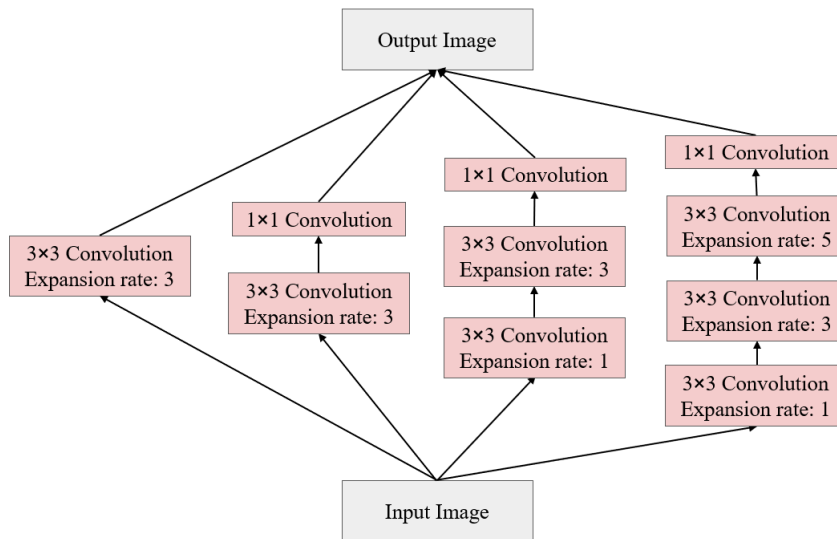 Output Image
1×1 Convolution
1×1 Convolution
1×1 Convolution
3×3 Convolution
Expansion rate: 3
3×3 Convolution
Expansion rate: 3
3×3 Convolution
Expansion rate: 3
3×3 Convolution
Expansion rate: 5
3×3 Convolution
Expansion rate: 1
3×3 Convolution
Expansion rate: 3
3×3 Convolution
Expansion rate: 1
Input Image